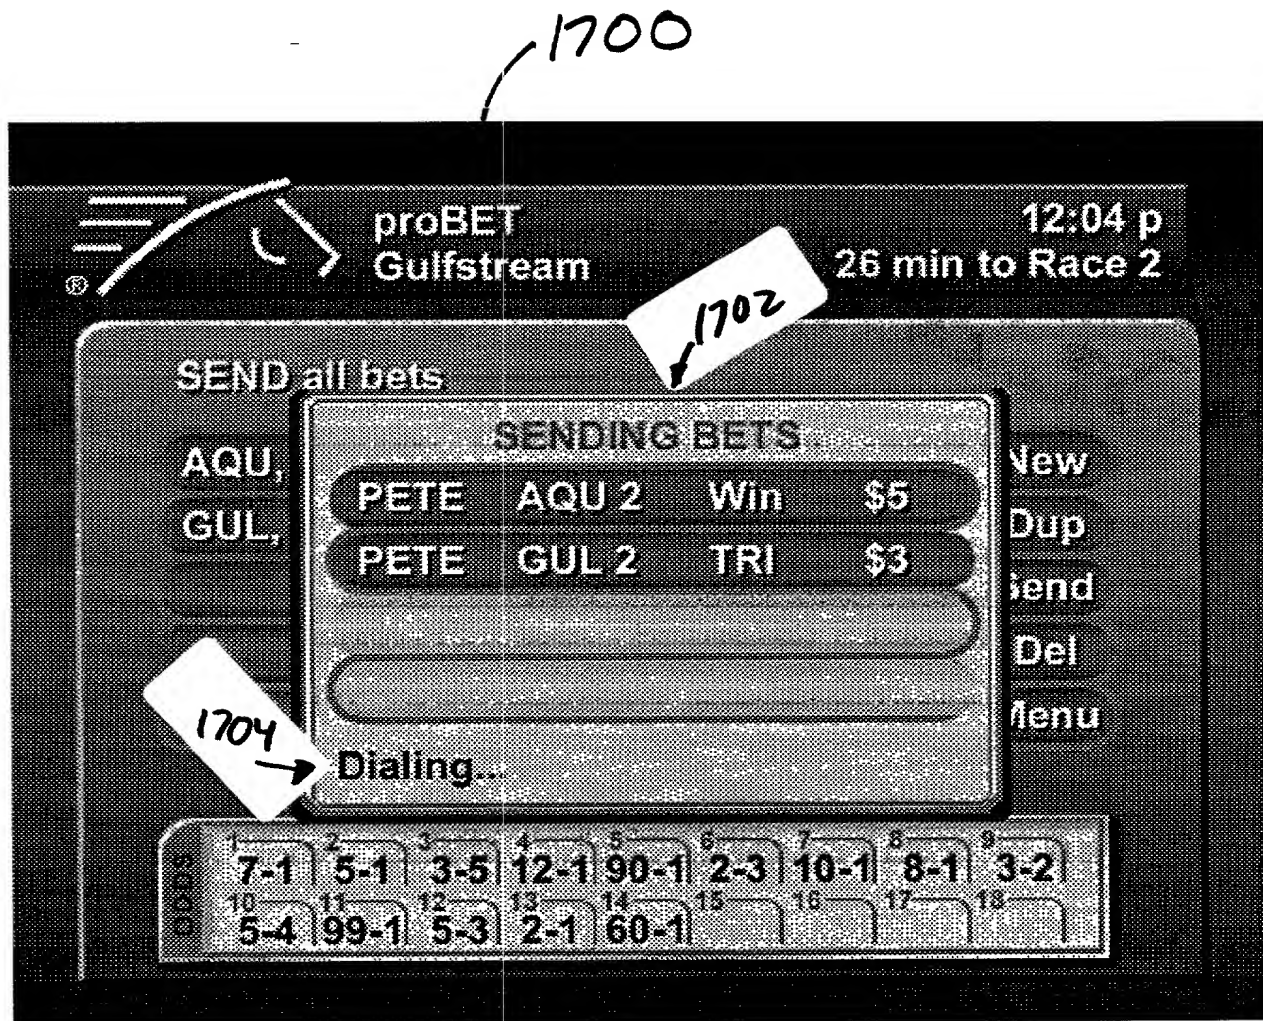 1700
proBET
Gulfstream
12:04 p
26 min to Race 2
®
1702
SEND all bets
SENDING BETS .
AQU,
PETE AQU 2 Win $5
New
GUL,
PETE GUL 2 TRI $3
Dup
Send
Del
Menu
1704
Dialing...
ODDS
1 2 3 4 5 6 7 8 9
7-1 5-1 3-5 12-1 90-1 2-3 10-1 8-1 3-2
10 11 12 13 14 15 16 17 18
5-4 99-1 5-3 2-1 60-1